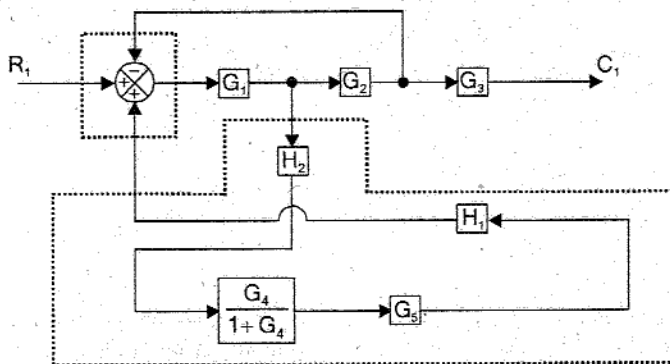 R₁
−
+
+
G₁
G₂
G₃
C₁
H₂
H₁
G₄
1+G₄
G₅